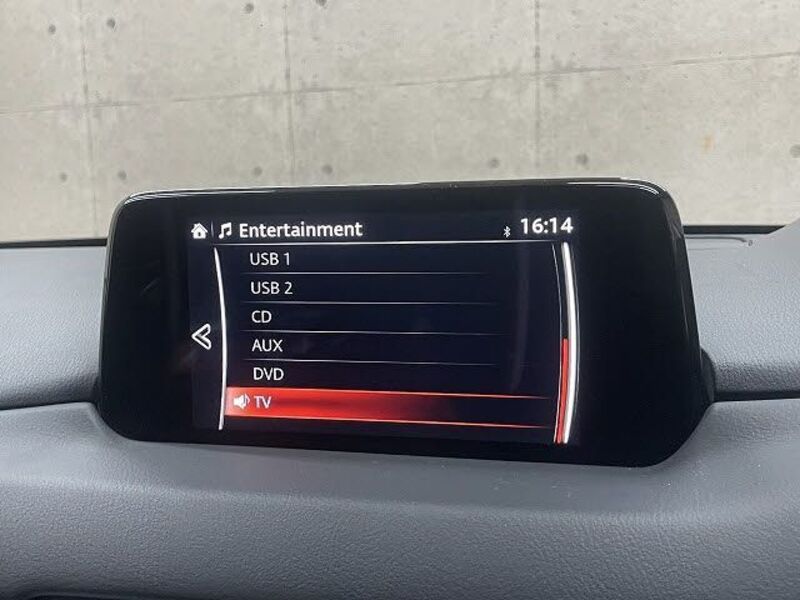 Entertainment 16:14
USB 1
USB 2
CD
AUX
DVD
TV